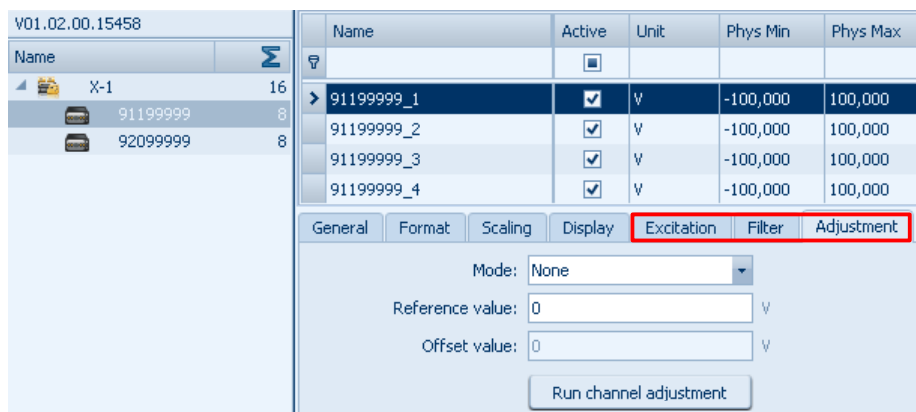 V01.02.00.15458
Name Σ
X-1 16
91199999 8
92099999 8
Name Active Unit Phys Min Phys Max
91199999_1 V -100,000 100,000
91199999_2 V -100,000 100,000
91199999_3 V -100,000 100,000
91199999_4 V -100,000 100,000
General Format Scaling Display Excitation Filter Adjustment
Mode: None
Reference value: 0 V
Offset value: 0 V
Run channel adjustment